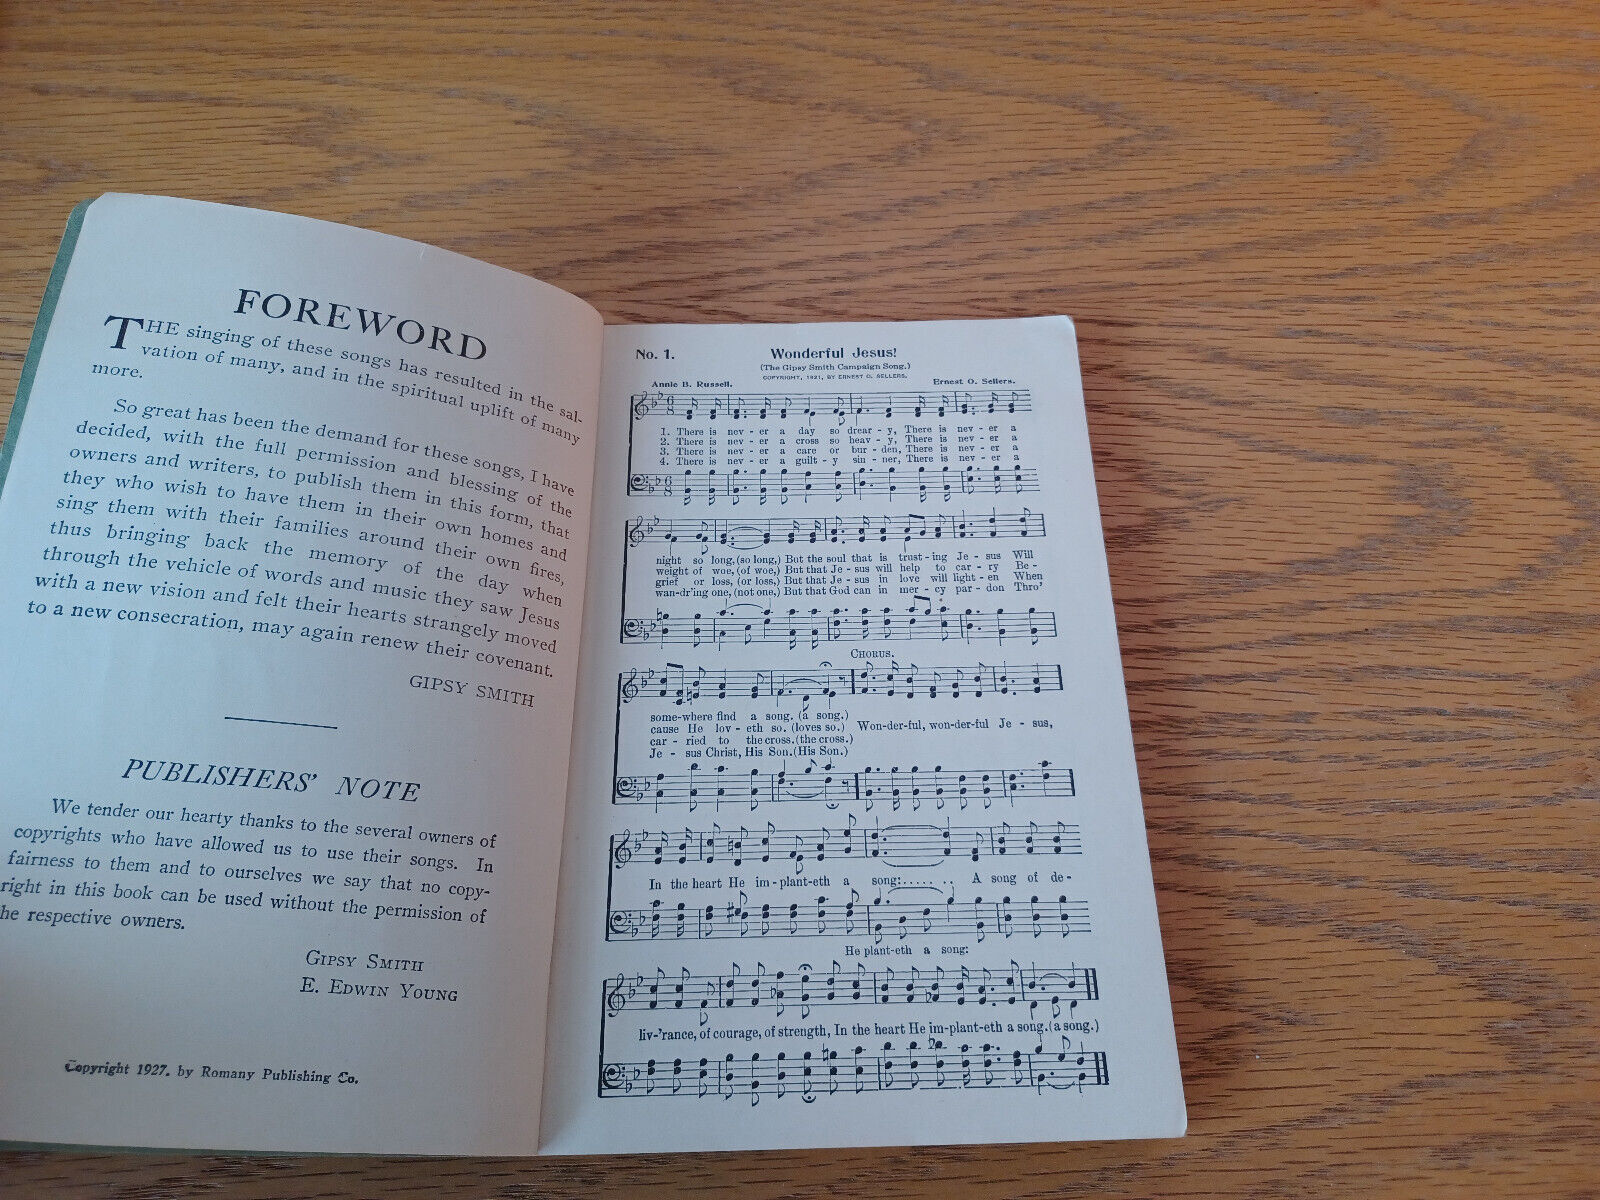 FOREWORD
THE singing of these songs has resulted in the sal-
vation of many, and in the spiritual uplift of many
more.
So great has been the demand for these songs, I have
decided, with the full permission and blessing of the
owners and writers, to publish them in this form, that
they who wish to have them in their own homes and
sing them with their families around their own fires,
thus bringing back the memory of the day when
through the vehicle of words and music they saw Jesus
with a new vision and felt their hearts strangely moved
to a new consecration, may again renew their covenant.
GIPSY SMITH
PUBLISHERS' NOTE
We tender our hearty thanks to the several owners of
copyrights who have allowed us to use their songs. In
fairness to them and to ourselves we say that no copy-
right in this book can be used without the permission of
he respective owners.
GIPSY SMITH
E. EDWIN YOUNG
Copyright 1927. by Romany Publishing Co.
No. 1. Wonderful Jesus!
(The Gipsy Smith Campaign Song.)
COPYRIGHT, 1921, BY ERNEST O. SELLERS.
Annie B. Russell. Ernest O. Sellers.
1. There is nev - er a day so drear - y, There is nev - er a
2. There is nev - er a cross so heav - y, There is nev - er a
3. There is nev - er a care or bur - den, There is nev - er a
4. There is nev - er a guilt - y sin - ner, There is nev - er a
night so long, (so long,) But the soul that is trust - ing Je - sus Will
weight of woe, (of woe,) But that Je - sus will help to car - ry Be -
grief or loss, (or loss,) But that Je - sus in love will light - en When
wan-dr'ing one, (not one,) But that God can in mer - cy par - don Thro'
CHORUS.
some-where find a song. (a song.)
cause He lov - eth so. (loves so.) Won-der-ful, won-der-ful Je - sus,
car - ried to the cross. (the cross.)
Je - sus Christ, His Son. (His Son.)
In the heart He im-plant-eth a song:...... A song of de-
He plant-eth a song:
liv-'rance, of courage, of strength, In the heart He im-plant-eth a song. (a song.)